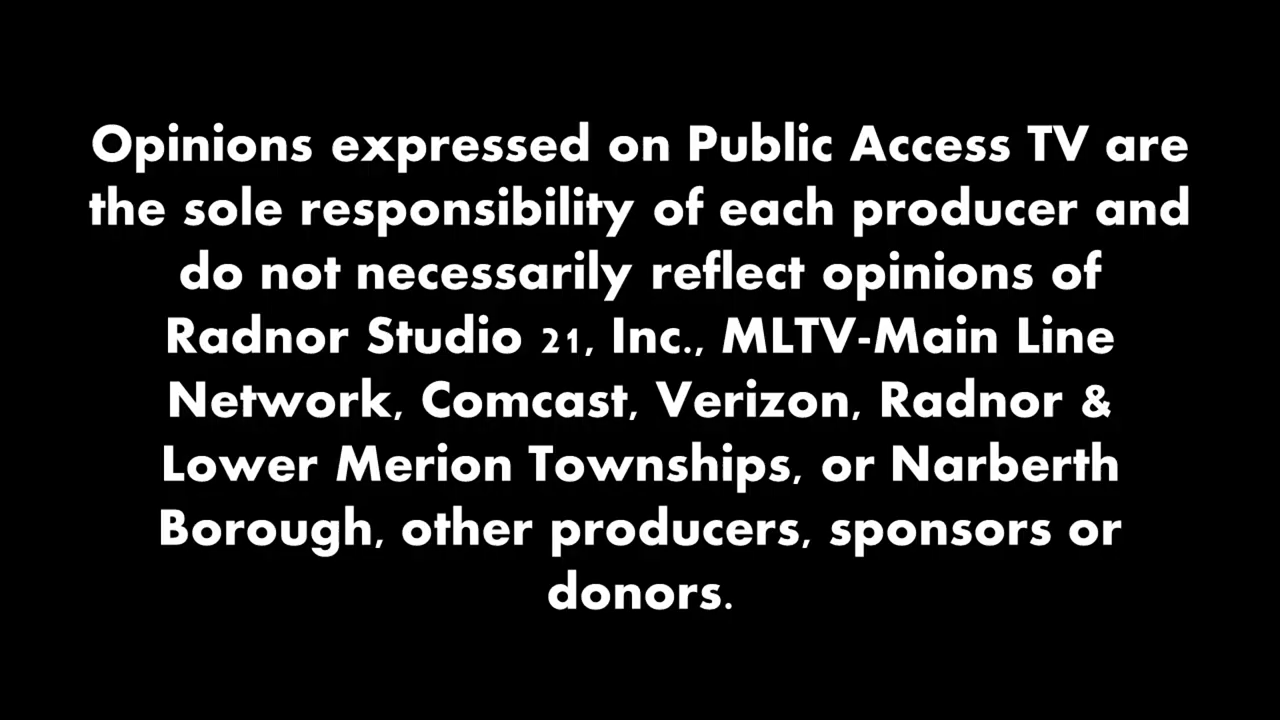 Opinions expressed on Public Access TV are
the sole responsibility of each producer and
do not necessarily reflect opinions of
Radnor Studio 21, Inc., MLTV-Main Line
Network, Comcast, Verizon, Radnor &
Lower Merion Townships, or Narberth
Borough, other producers, sponsors or
donors.